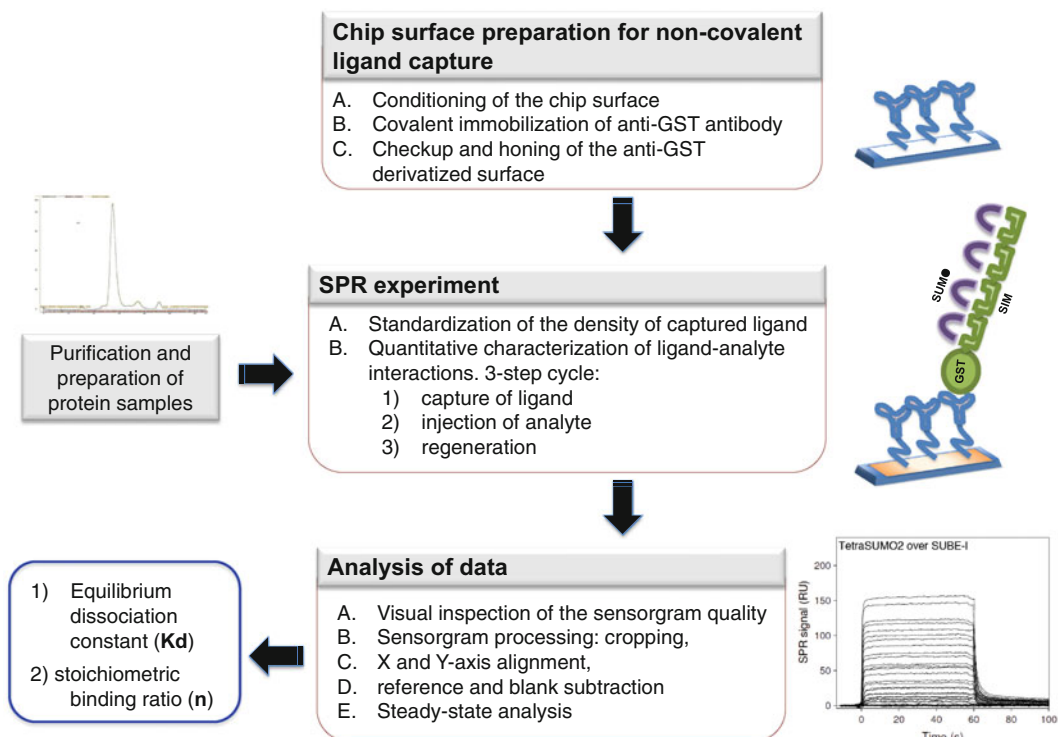 Chip surface preparation for non-covalent
ligand capture
A. Conditioning of the chip surface
B. Covalent immobilization of anti-GST antibody
C. Checkup and honing of the anti-GST
derivatized surface
SPR experiment
A. Standardization of the density of captured ligand
B. Quantitative characterization of ligand-analyte
interactions. 3-step cycle:
1) capture of ligand
2) injection of analyte
3) regeneration
Purification and
preparation of
protein samples
SUMO
SIM
GST
Analysis of data
A. Visual inspection of the sensorgram quality
B. Sensorgram processing: cropping,
C. X and Y-axis alignment,
D. reference and blank subtraction
E. Steady-state analysis
1) Equilibrium
dissociation
constant (Kd)
2) stoichiometric
binding ratio (n)
TetraSUMO2 over SUBE-I
SPR signal (RU)
200
150
100
50
0
0 20 40 60 80 100
Time (s)